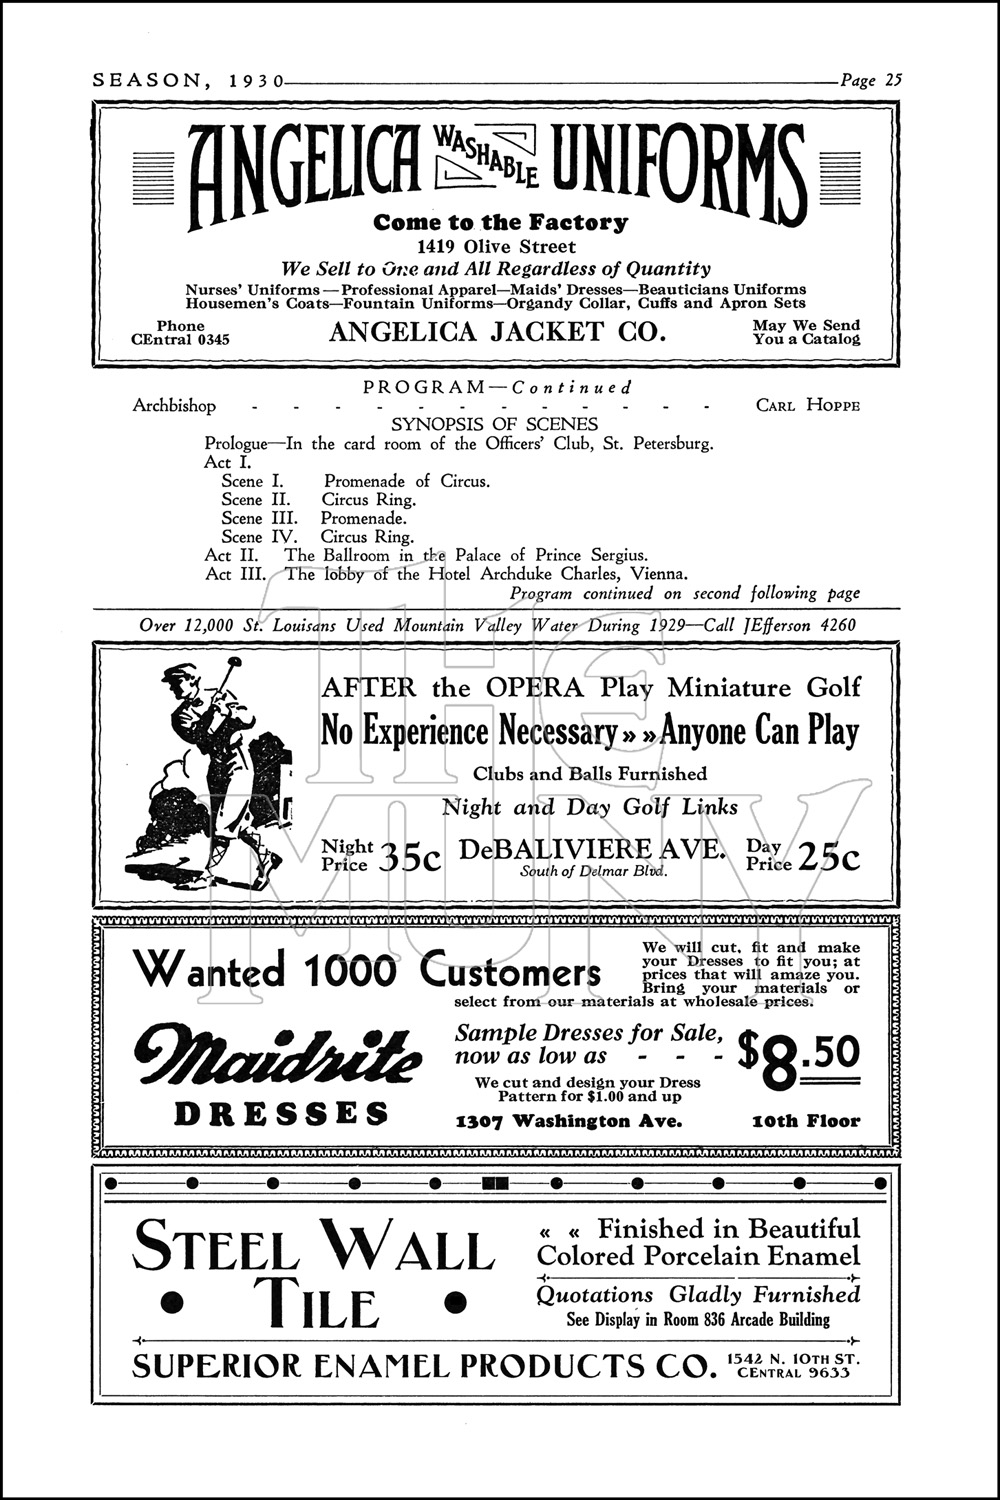 SEASON, 1930 Page 25
ANGELICA WASHABLE UNIFORMS
Come to the Factory
1419 Olive Street
We Sell to One and All Regardless of Quantity
Nurses' Uniforms—Professional Apparel—Maids' Dresses—Beauticians Uniforms
Housemen's Coats—Fountain Uniforms—Organdy Collar, Cuffs and Apron Sets
Phone
CEntral 0345
ANGELICA JACKET CO.
May We Send
You a Catalog
PROGRAM—Continued
Archbishop - - - - - - - - - - - - CARL HOPPE
SYNOPSIS OF SCENES
Prologue—In the card room of the Officers' Club, St. Petersburg.
Act I.
Scene I. Promenade of Circus.
Scene II. Circus Ring.
Scene III. Promenade.
Scene IV. Circus Ring.
Act II. The Ballroom in the Palace of Prince Sergius.
Act III. The lobby of the Hotel Archduke Charles, Vienna.
Program continued on second following page
Over 12,000 St. Louisans Used Mountain Valley Water During 1929—Call JEfferson 4260
AFTER the OPERA Play Miniature Golf
No Experience Necessary » » Anyone Can Play
Clubs and Balls Furnished
Night and Day Golf Links
Night
Price 35c
DeBALIVIERE AVE.
South of Delmar Blvd.
Day
Price 25c
THE
MUNY
Wanted 1000 Customers
We will cut, fit and make
your Dresses to fit you; at
prices that will amaze you.
Bring your materials or
select from our materials at wholesale prices.
Maidrite
DRESSES
Sample Dresses for Sale,
now as low as - - - $8.50
We cut and design your Dress
Pattern for $1.00 and up
1307 Washington Ave. 10th Floor
STEEL WALL
• TILE •
« « Finished in Beautiful
Colored Porcelain Enamel
Quotations Gladly Furnished
See Display in Room 836 Arcade Building
SUPERIOR ENAMEL PRODUCTS CO.
1542 N. 10TH ST.
CENTRAL 9633